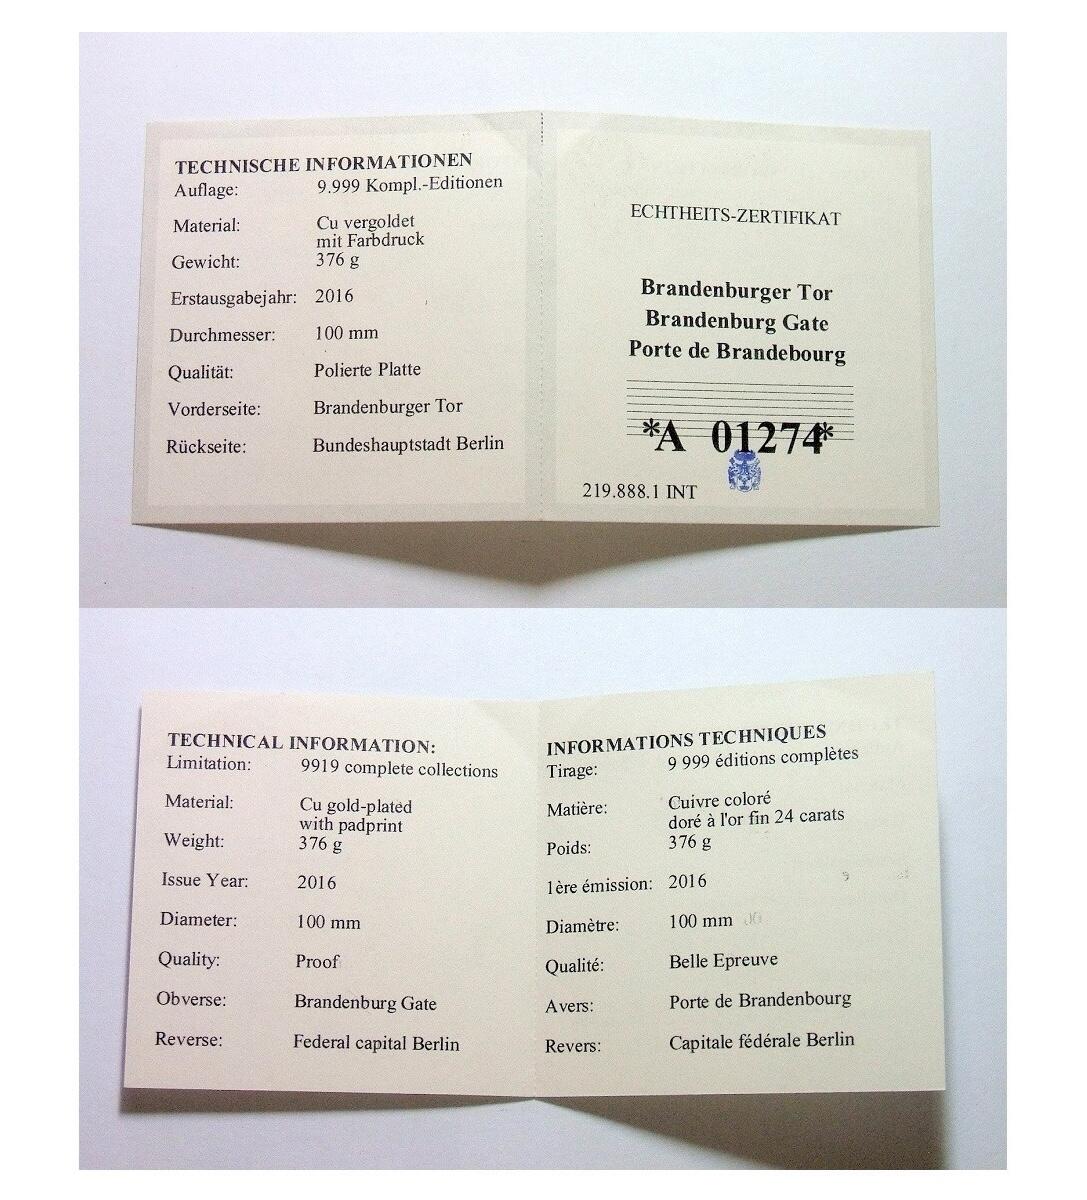 TECHNISCHE INFORMATIONEN
Auflage: 9.999 Kompl.-Editionen
Material: Cu vergoldet
mit Farbdruck
Gewicht: 376 g
Erstausgabejahr: 2016
Durchmesser: 100 mm
Qualität: Polierte Platte
Vorderseite: Brandenburger Tor
Rückseite: Bundeshauptstadt Berlin
ECHTHEITS-ZERTIFIKAT
Brandenburger Tor
Brandenburg Gate
Porte de Brandebourg
*A 01274*
219.888.1 INT
TECHNICAL INFORMATION:
Limitation: 9919 complete collections
Material: Cu gold-plated
with padprint
Weight: 376 g
Issue Year: 2016
Diameter: 100 mm
Quality: Proof
Obverse: Brandenburg Gate
Reverse: Federal capital Berlin
INFORMATIONS TECHNIQUES
Tirage: 9 999 éditions complètes
Matière: Cuivre coloré
doré à l'or fin 24 carats
Poids: 376 g
1ère émission: 2016
Diamètre: 100 mm
Qualité: Belle Epreuve
Avers: Porte de Brandenbourg
Revers: Capitale fédérale Berlin